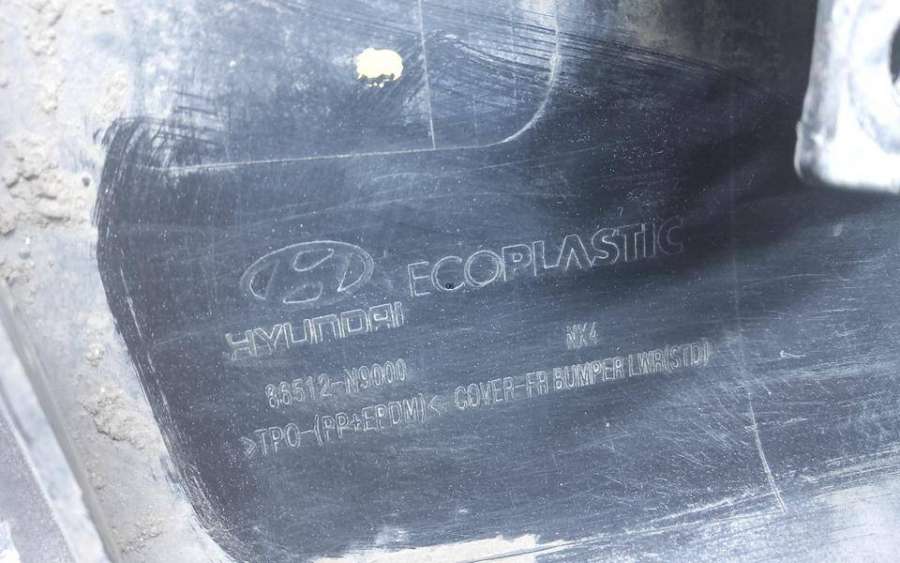 ECOPLASTIC
HYUNDAI
86512-N9000
NX4
>TPO-(PP+EPDM)< COVER-FR BUMPER LWR(STD)